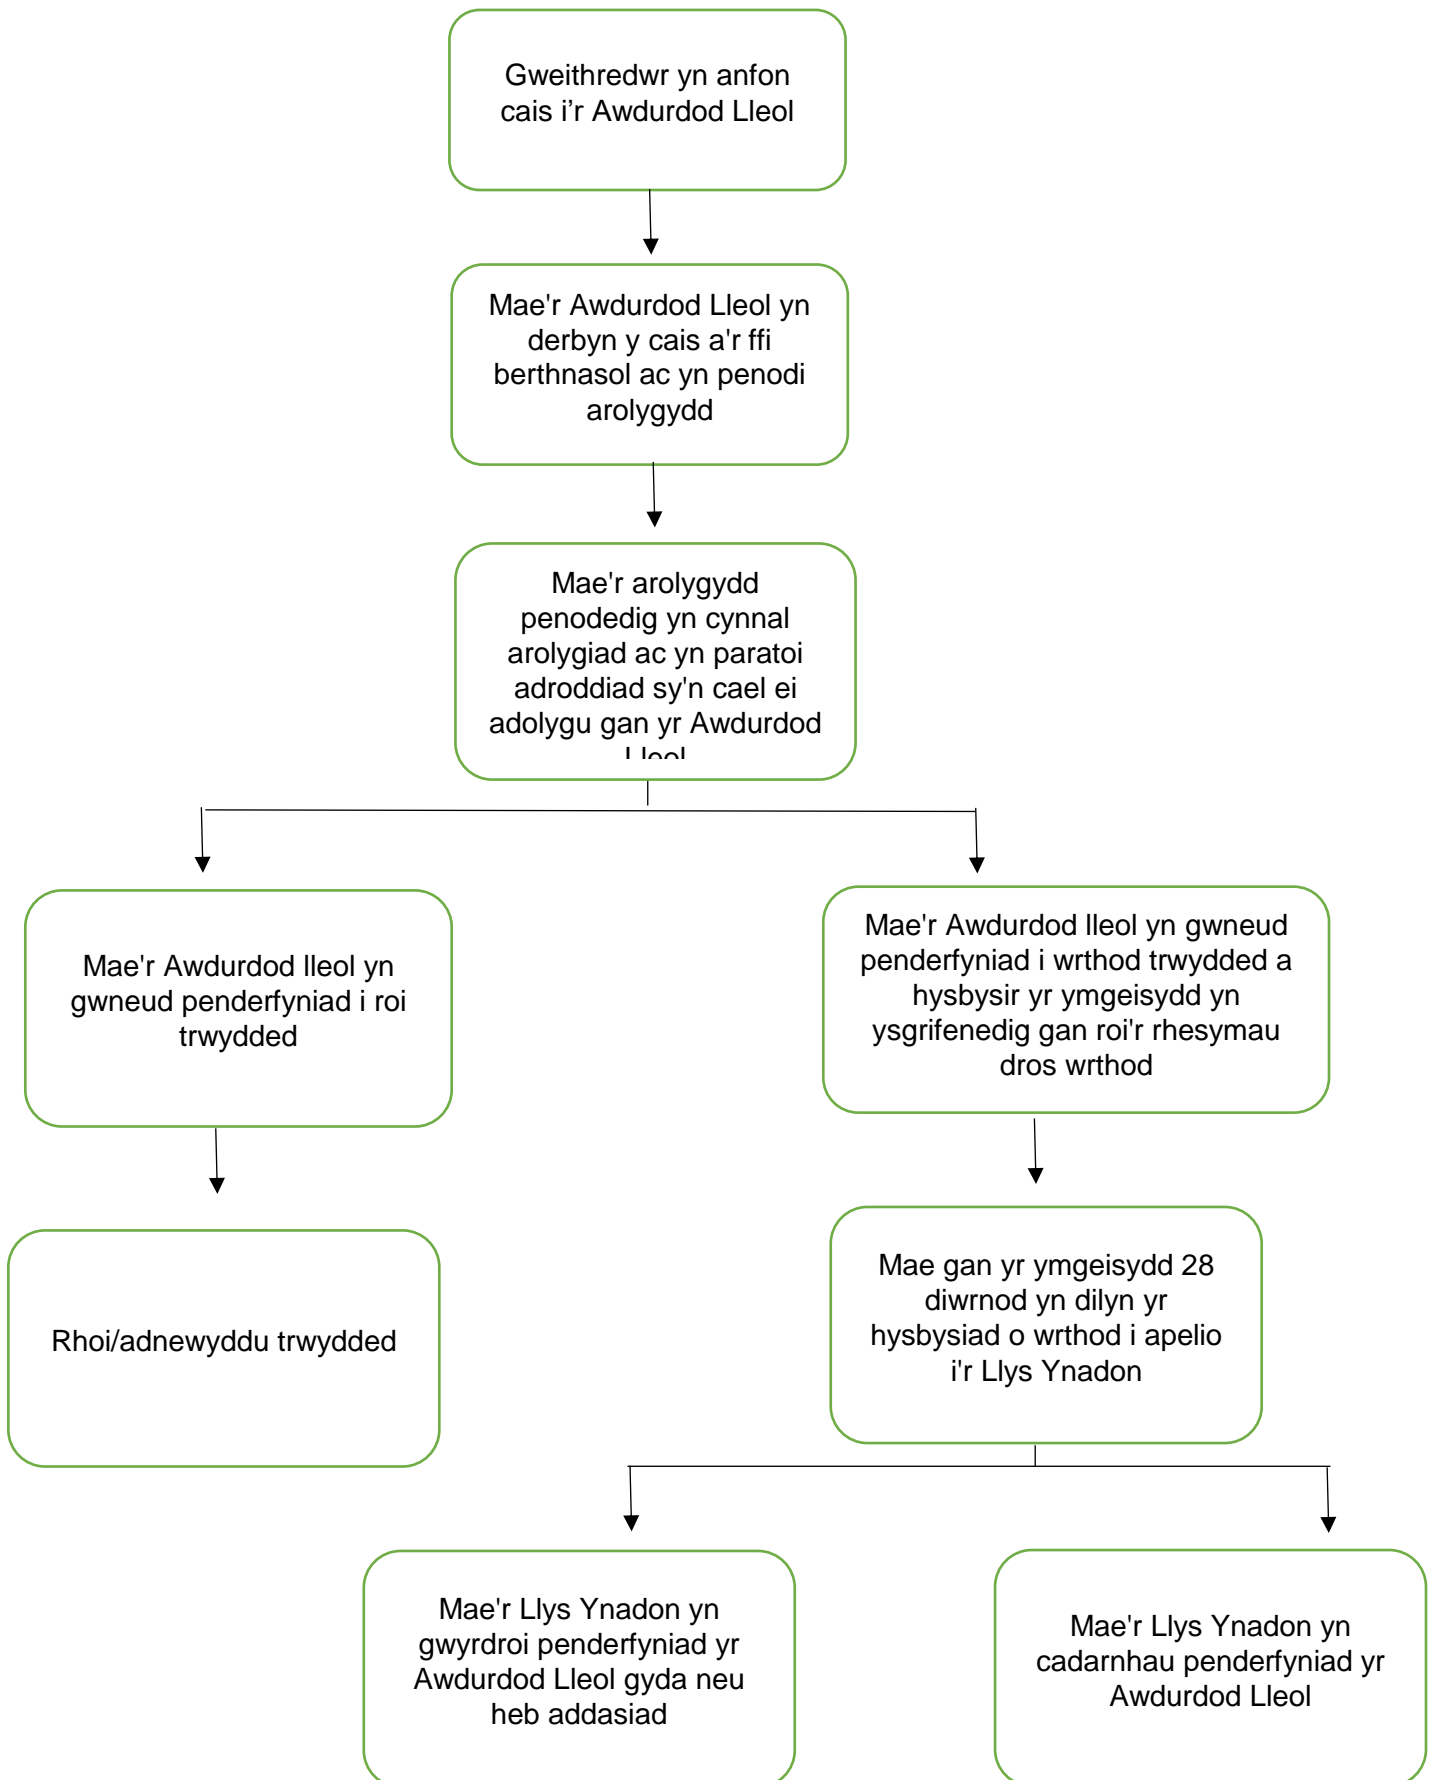 Gweithredwr yn anfon
cais i’r Awdurdod Lleol
Mae'r Awdurdod Lleol yn
derbyn y cais a'r ffi
berthnasol ac yn penodi
arolygydd
Mae'r arolygydd
penodedig yn cynnal
arolygiad ac yn paratoi
adroddiad sy'n cael ei
adolygu gan yr Awdurdod
Lleol
Mae'r Awdurdod lleol yn
gwneud penderfyniad i roi
trwydded
Mae'r Awdurdod lleol yn gwneud
penderfyniad i wrthod trwydded a
hysbysir yr ymgeisydd yn
ysgrifenedig gan roi'r rhesymau
dros wrthod
Rhoi/adnewyddu trwydded
Mae gan yr ymgeisydd 28
diwrnod yn dilyn yr
hysbysiad o wrthod i apelio
i'r Llys Ynadon
Mae'r Llys Ynadon yn
gwyrdroi penderfyniad yr
Awdurdod Lleol gyda neu
heb addasiad
Mae'r Llys Ynadon yn
cadarnhau penderfyniad yr
Awdurdod Lleol